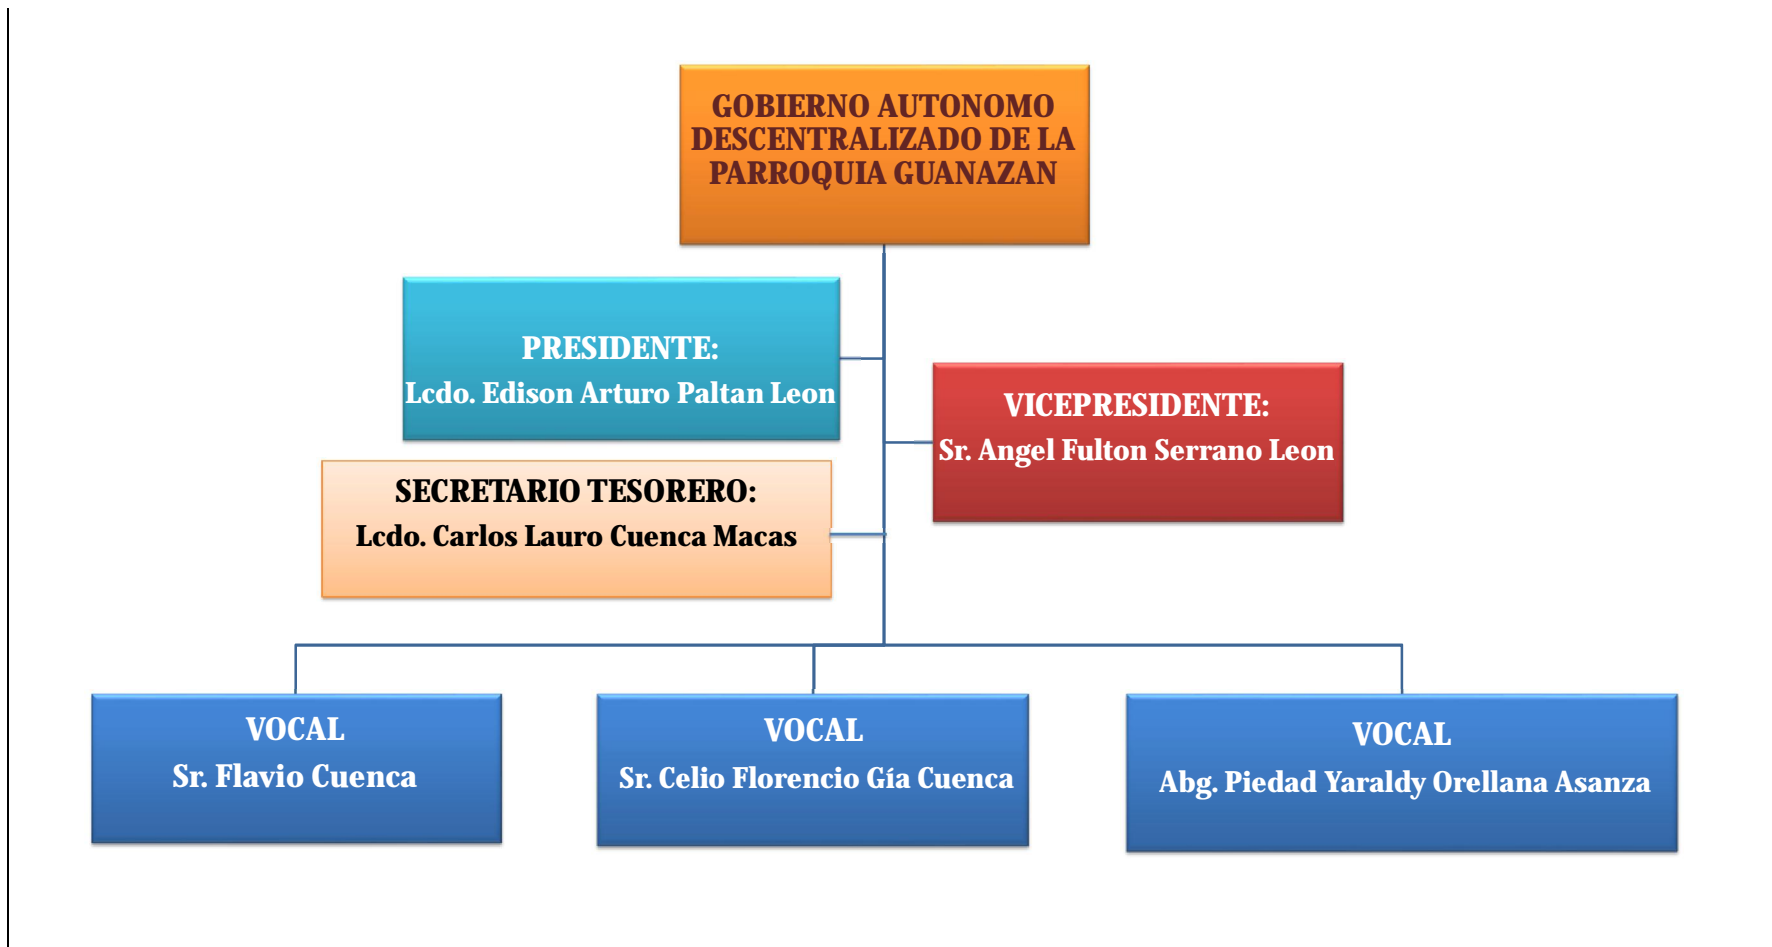 GOBIERNO AUTONOMO
DESCENTRALIZADO DE LA
PARROQUIA GUANAZAN
PRESIDENTE:
Lcdo. Edison Arturo Paltan Leon
VICEPRESIDENTE:
Sr. Angel Fulton Serrano Leon
SECRETARIO TESORERO:
Lcdo. Carlos Lauro Cuenca Macas
VOCAL
Sr. Flavio Cuenca
VOCAL
Sr. Celio Florencio Gía Cuenca
VOCAL
Abg. Piedad Yaraldy Orellana Asanza